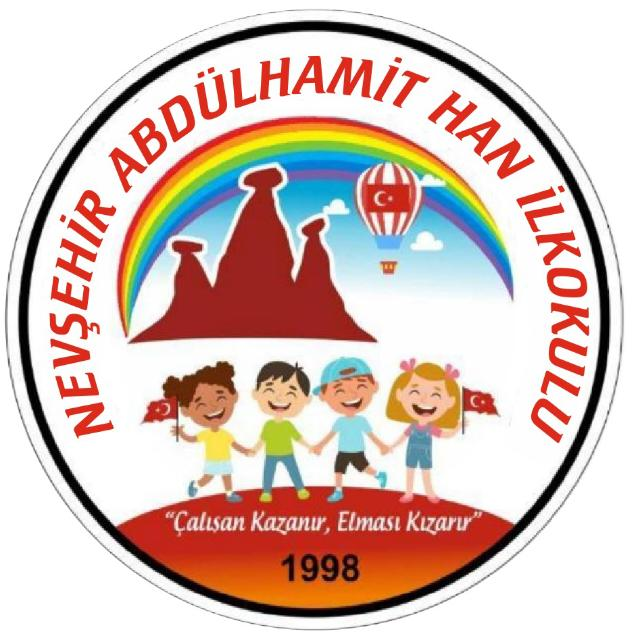 NEVŞEHİR ABDÜLHAMİT HAN İLKOKULU
“Çalışan Kazanır, Elması Kızarır”
1998